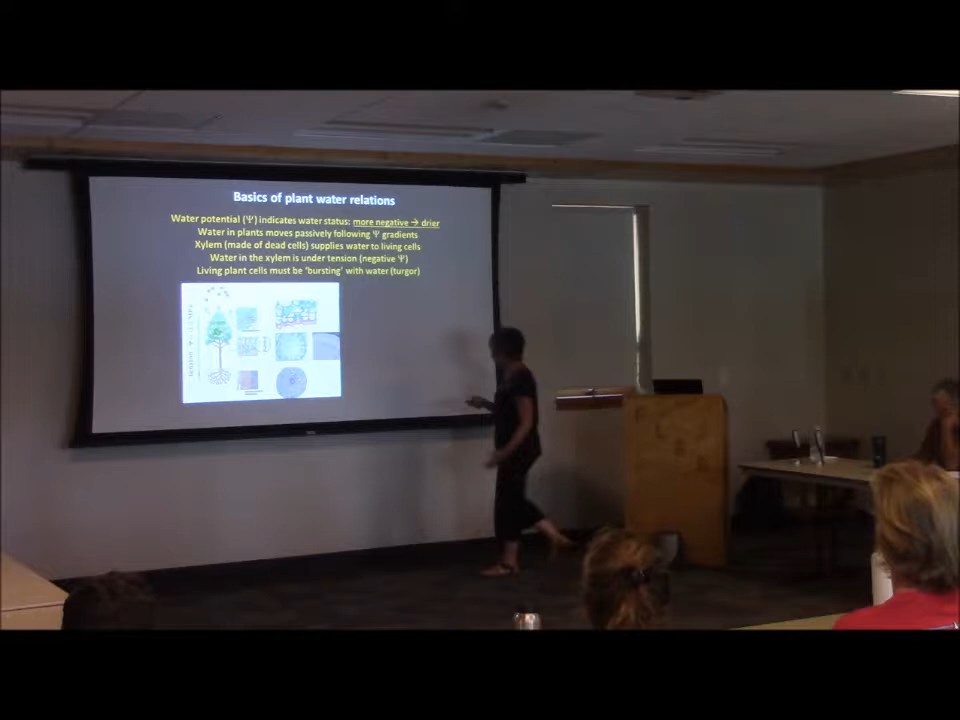 Basics of plant water relations
Water potential (Ψ) indicates water status: more negative → drier
Water in plants moves passively following Ψ gradients
Xylem (made of dead cells) supplies water to living cells
Water in the xylem is under tension (negative Ψ)
Living plant cells must be 'bursting' with water (turgor)